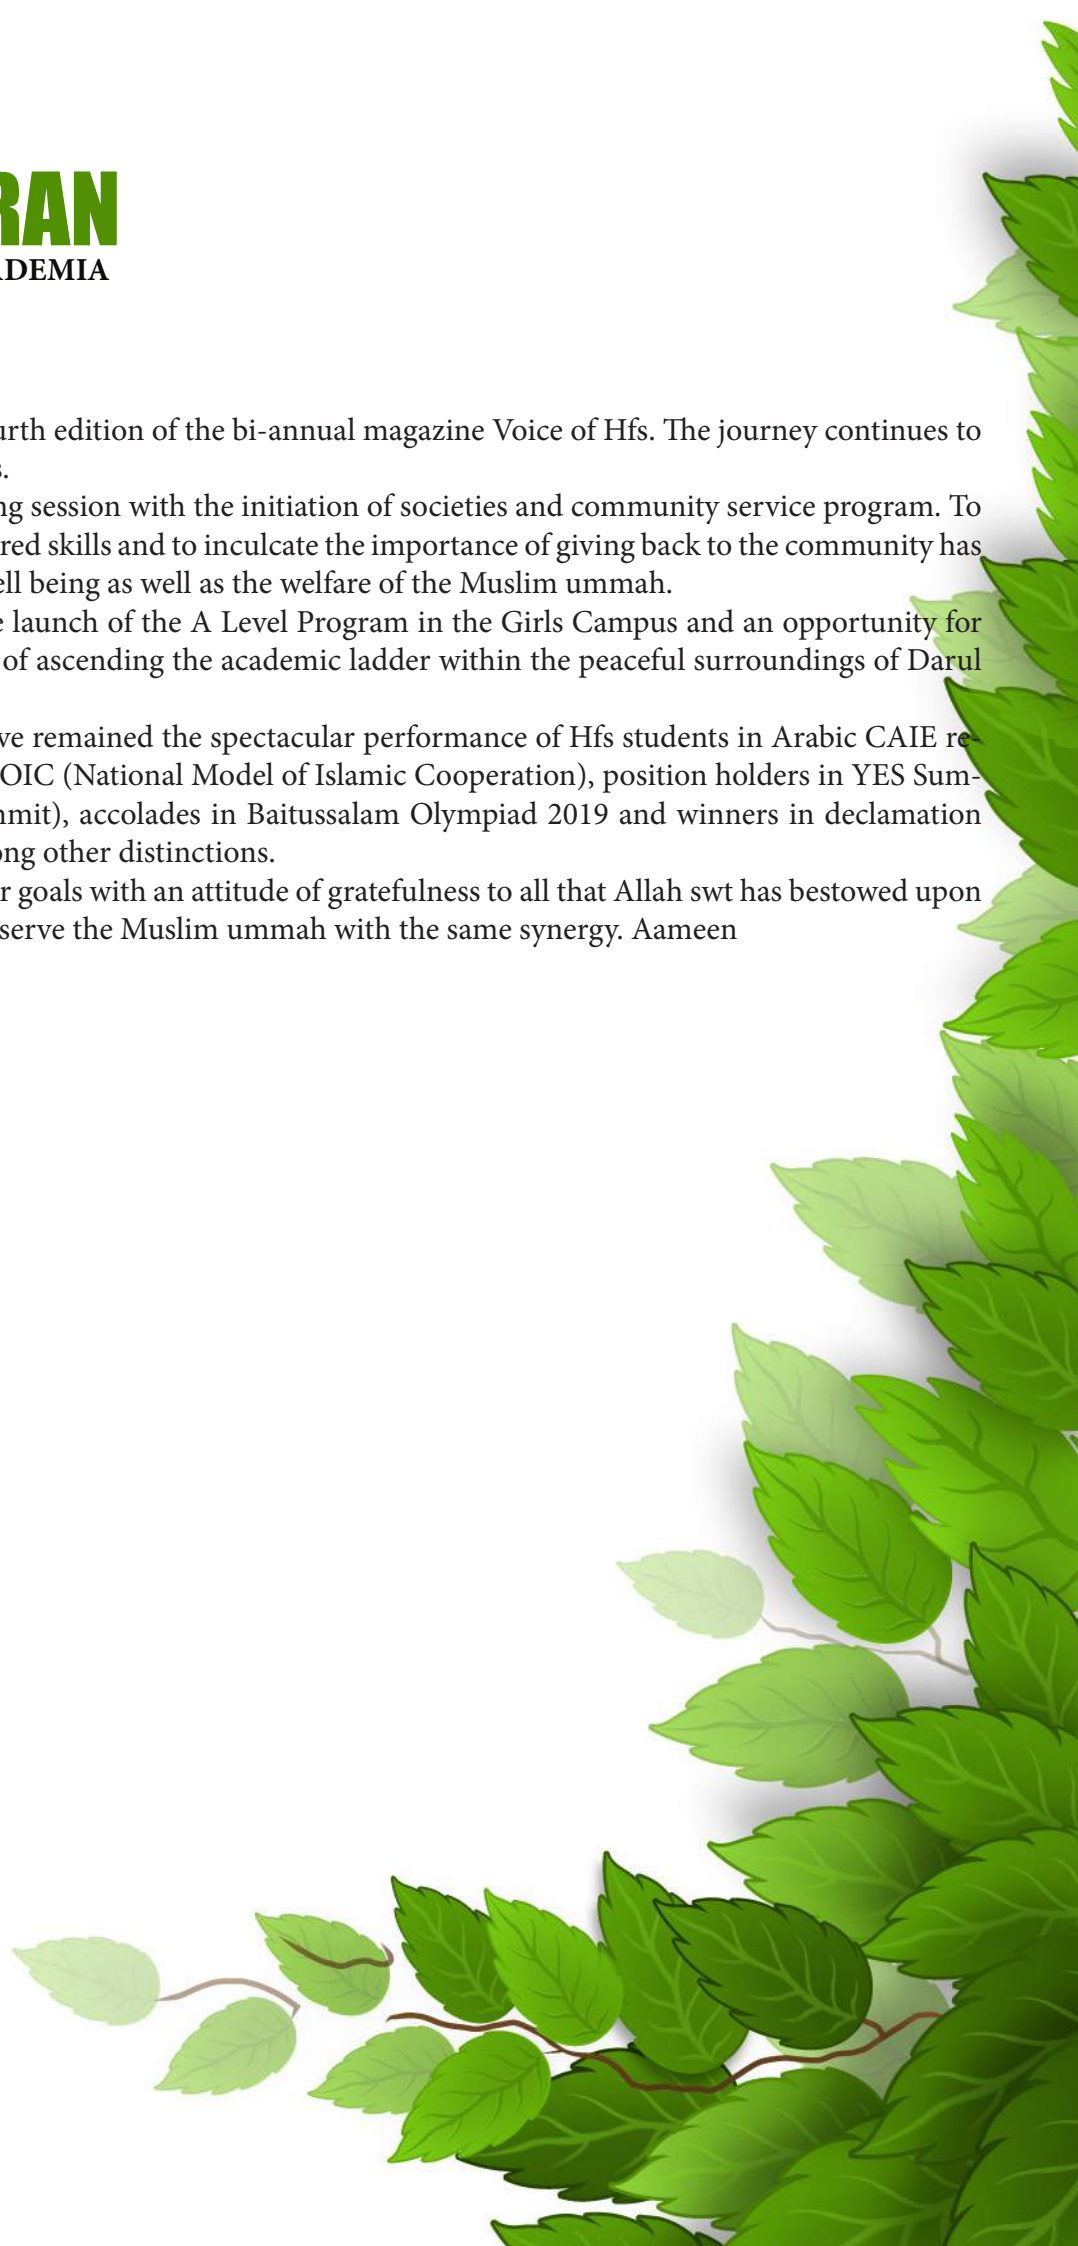 RAN
ADEMIA
urth edition of the bi-annual magazine Voice of Hfs. The journey continues to
s.
ng session with the initiation of societies and community service program. To
red skills and to inculcate the importance of giving back to the community has
ell being as well as the welfare of the Muslim ummah.
e launch of the A Level Program in the Girls Campus and an opportunity for
of ascending the academic ladder within the peaceful surroundings of Darul
ve remained the spectacular performance of Hfs students in Arabic CAIE re-
OIC (National Model of Islamic Cooperation), position holders in YES Sum-
mmit), accolades in Baitussalam Olympiad 2019 and winners in declamation
ong other distinctions.
r goals with an attitude of gratefulness to all that Allah swt has bestowed upon
serve the Muslim ummah with the same synergy. Aameen